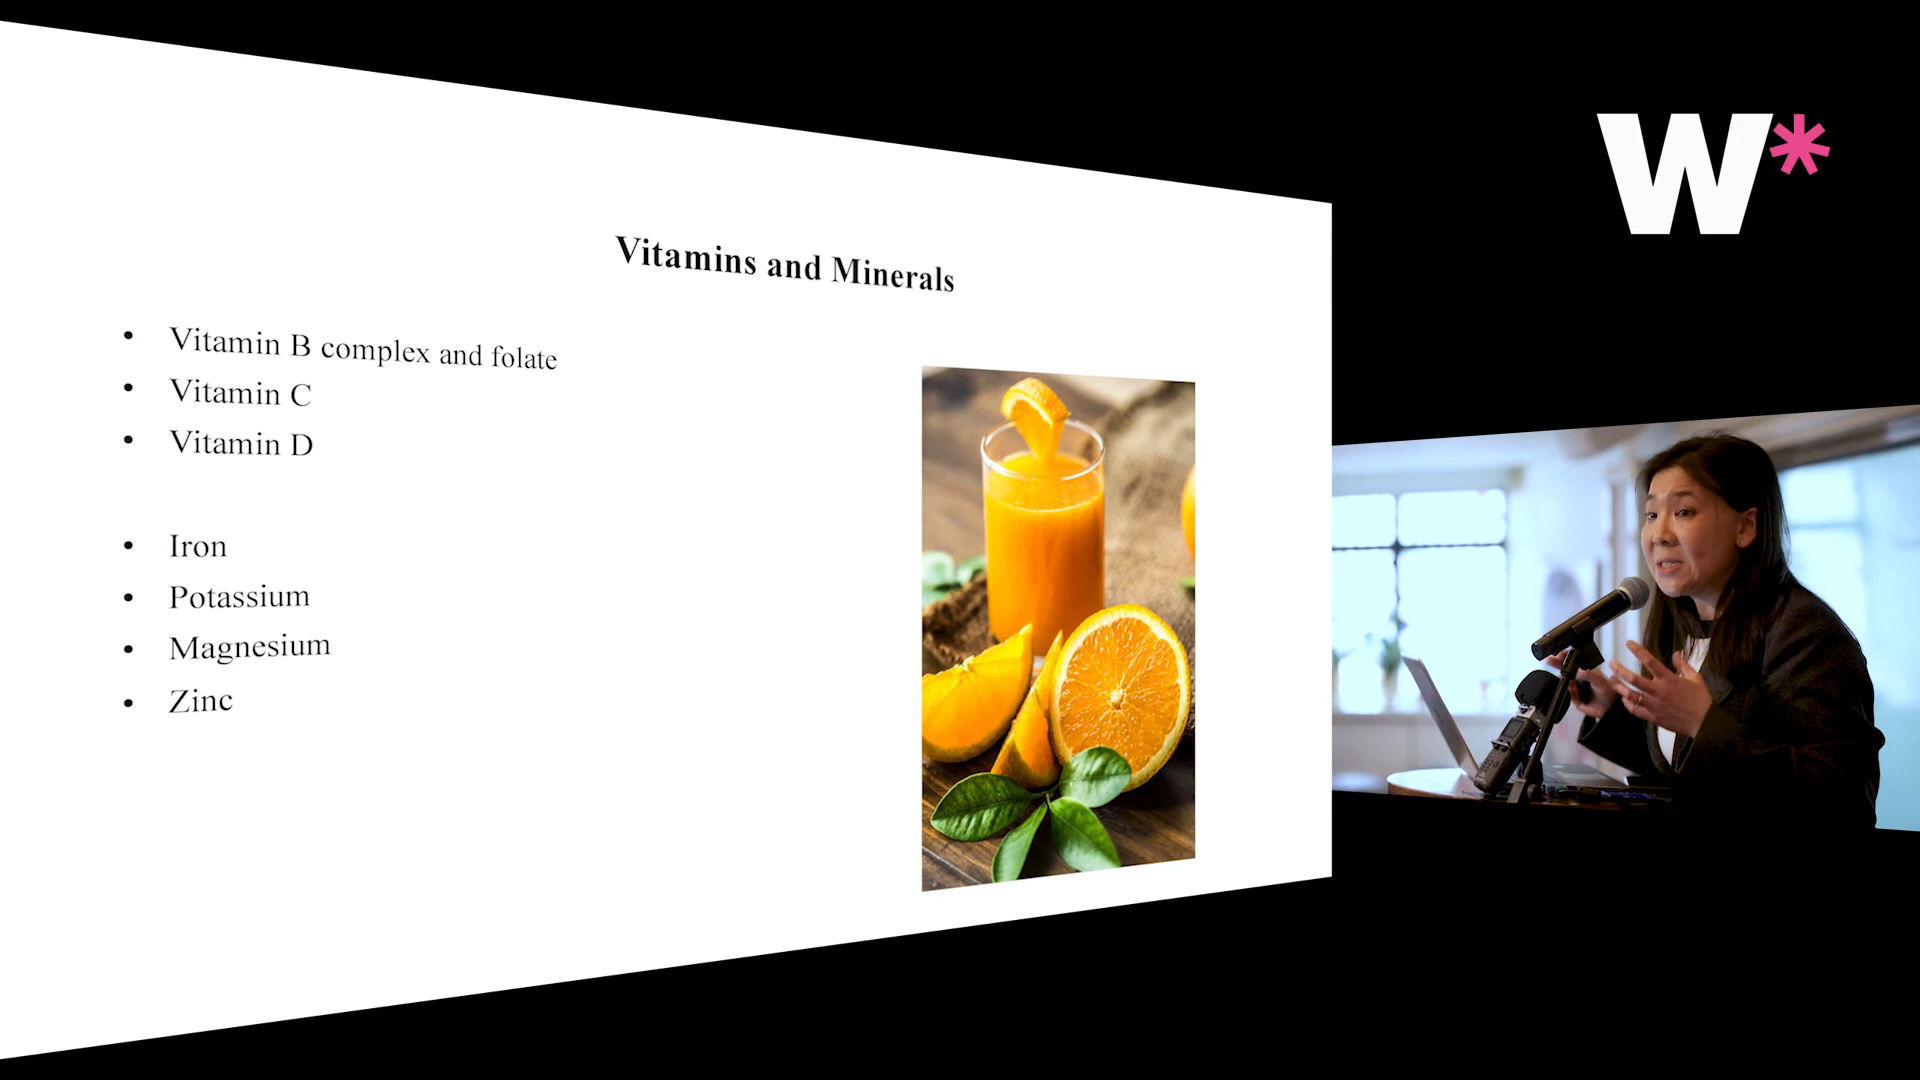 W*
Vitamins and Minerals
• Vitamin B complex and folate
• Vitamin C
• Vitamin D
• Iron
• Potassium
• Magnesium
• Zinc